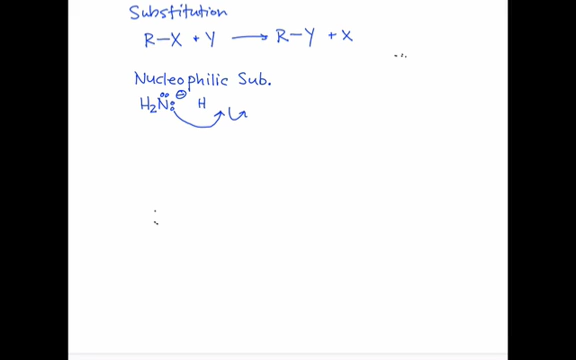 Substitution
R-X + Y → R-Y + X
Nucleophilic Sub.
H₂N:⊖ H